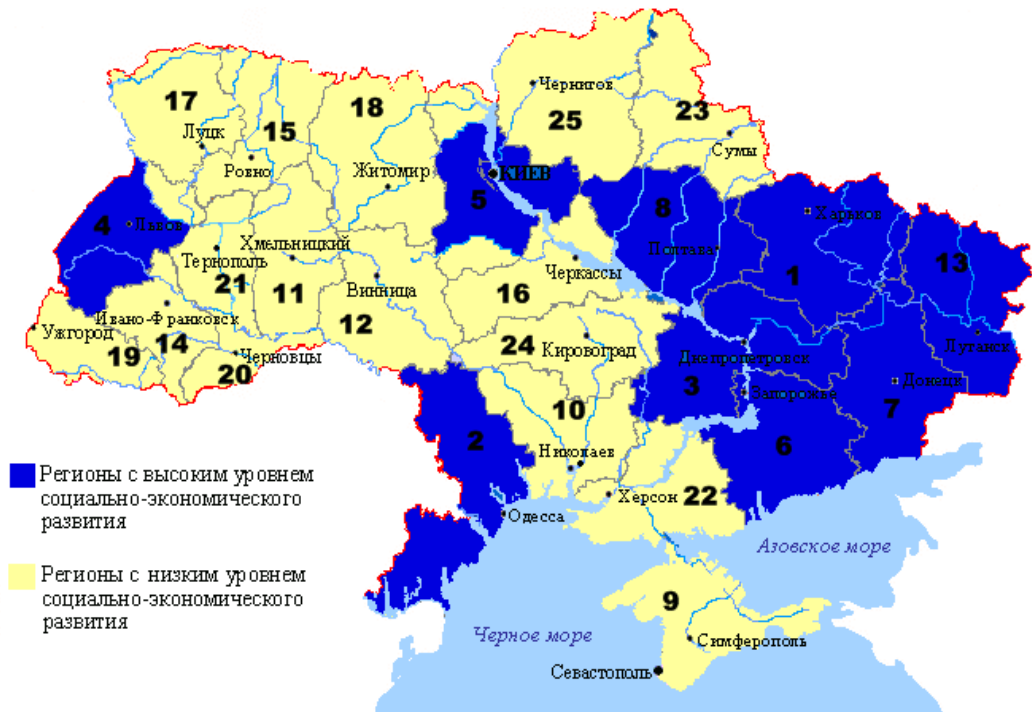 Чернигов
17
18
23
25
Луцк
15
Сумы
Ровно
Житомир
КИЕВ
5
8
Харьков
4
Львов
Полтава
13
Хмельницкий
1
Тернополь
Черкассы
21
11
Винница
16
Ивано-Франковск
Ужгород
12
24
Кировоград
Луганск
14
Черновцы
Днепропетровск
19
20
3
Донецк
7
Запорожье
10
2
6
Николаев
Регионы с высоким уровнем
социально-экономического
развития
Херсон
22
Одесса
Азовское море
Регионы с низким уровнем
социально-экономического
развития
9
Черное море
Симферополь
Севастополь